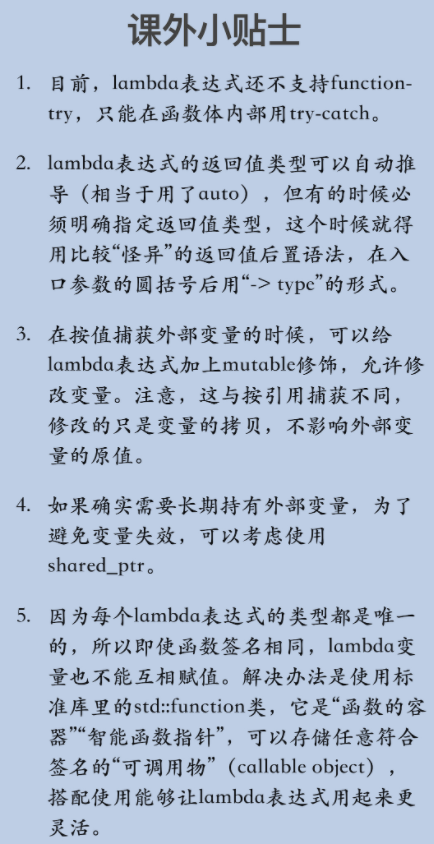 课外小贴士
1. 目前，lambda表达式还不支持function-
try，只能在函数体内部用try-catch。
2. lambda表达式的返回值类型可以自动推
导（相当于用了auto），但有的时候必
须明确指定返回值类型，这个时候就得
用比较“怪异”的返回值后置语法，在入
口参数的圆括号后用“-> type”的形式。
3. 在按值捕获外部变量的时候，可以给
lambda表达式加上mutable修饰，允许修
改变量。注意，这与按引用捕获不同，
修改的只是变量的拷贝，不影响外部变
量的原值。
4. 如果确实需要长期持有外部变量，为了
避免变量失效，可以考虑使用
shared_ptr。
5. 因为每个lambda表达式的类型都是唯一
的，所以即使函数签名相同，lambda变
量也不能互相赋值。解决办法是使用标
准库里的std::function类，它是“函数的容
器”“智能函数指针”，可以存储任意符合
签名的“可调用物”（callable object），
搭配使用能够让lambda表达式用起来更
灵活。